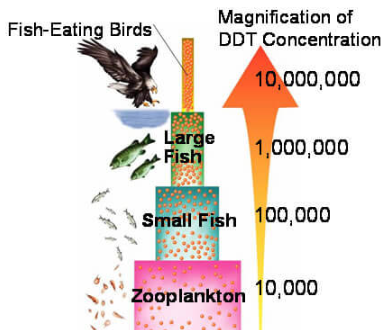 Magnification of
DDT Concentration
Fish-Eating Birds
10,000,000
Large
Fish
1,000,000
Small Fish
100,000
Zooplankton
10,000